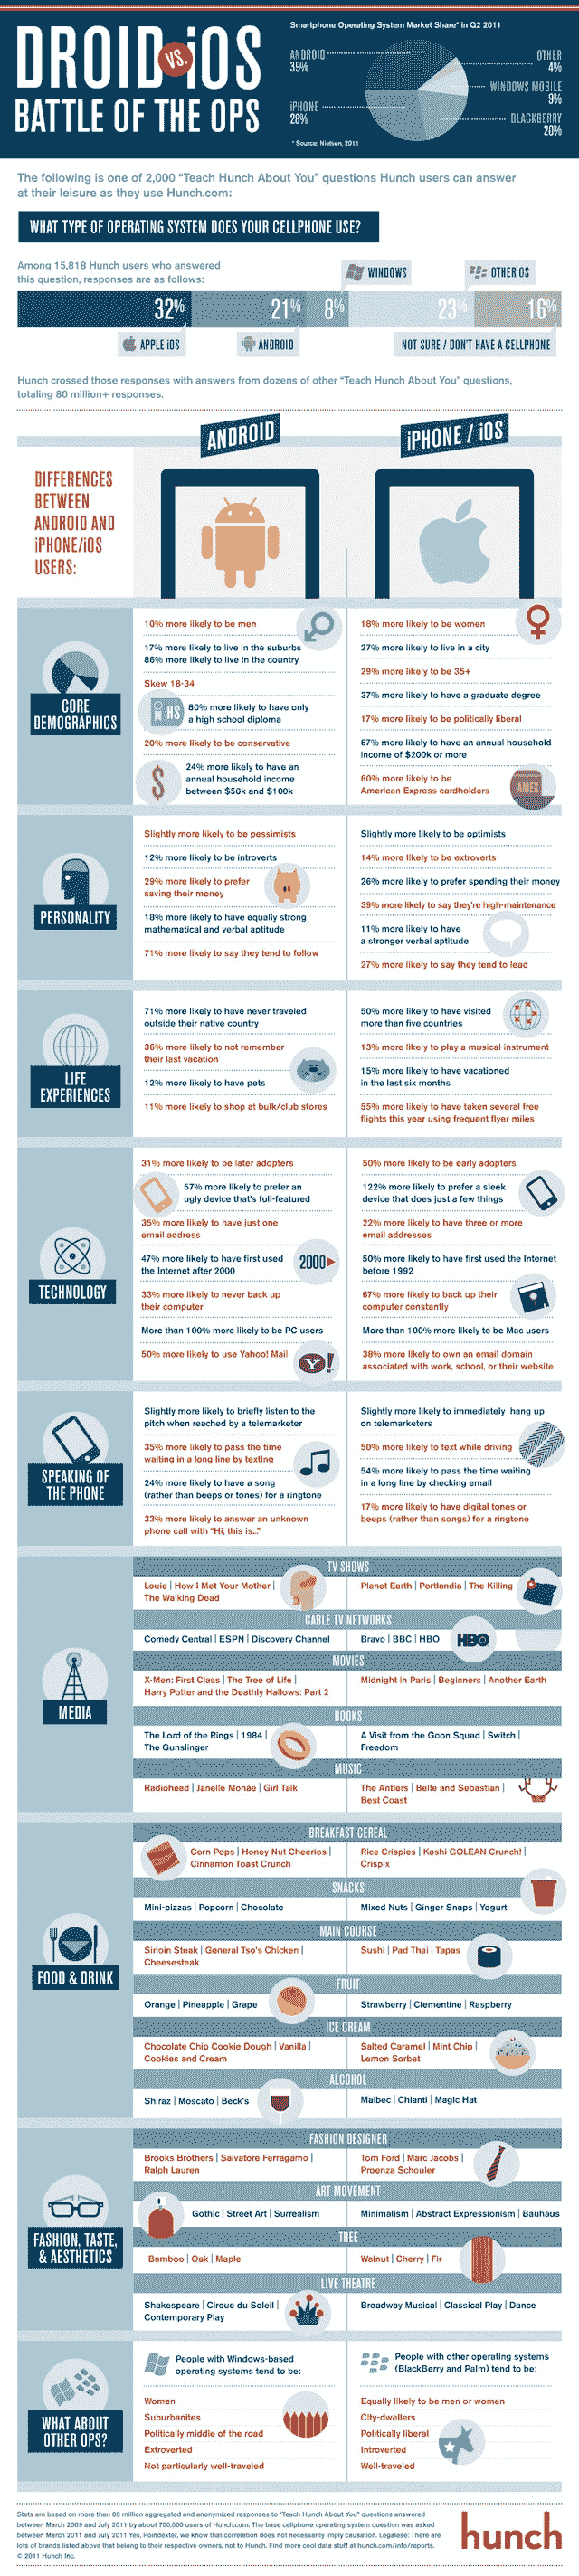 DROID VS. iOS
BATTLE OF THE OPS
Smartphone Operating System Market Share* in Q2 2011
ANDROID
39%
OTHER
4%
WINDOWS MOBILE
9%
iPHONE
28%
BLACKBERRY
20%
* Source: Nielsen, 2011
The following is one of 2,000 "Teach Hunch About You" questions Hunch users can answer
at their leisure as they use Hunch.com:
WHAT TYPE OF OPERATING SYSTEM DOES YOUR CELLPHONE USE?
Among 15,818 Hunch users who answered
this question, responses are as follows:
WINDOWS
OTHER OS
32% 21% 8% 23% 16%
APPLE iOS
ANDROID
NOT SURE / DON'T HAVE A CELLPHONE
Hunch crossed those responses with answers from dozens of other "Teach Hunch About You" questions,
totaling 80 million+ responses.
ANDROID
iPHONE / iOS
DIFFERENCES
BETWEEN
ANDROID AND
iPHONE/iOS
USERS:
CORE
DEMOGRAPHICS
10% more likely to be men
17% more likely to live in the suburbs
86% more likely to live in the country
Skew 18-34
HS
80% more likely to have only
a high school diploma
20% more likely to be conservative
$
24% more likely to have an
annual household income
between $50k and $100k
18% more likely to be women
27% more likely to live in a city
29% more likely to be 35+
37% more likely to have a graduate degree
17% more likely to be politically liberal
67% more likely to have an annual household
income of $200k or more
60% more likely to be
American Express cardholders
AMEX
PERSONALITY
Slightly more likely to be pessimists
12% more likely to be introverts
29% more likely to prefer
saving their money
18% more likely to have equally strong
mathematical and verbal aptitude
71% more likely to say they tend to follow
Slightly more likely to be optimists
14% more likely to be extroverts
26% more likely to prefer spending their money
39% more likely to say they're high-maintenance
11% more likely to have
a stronger verbal aptitude
27% more likely to say they tend to lead
LIFE
EXPERIENCES
71% more likely to have never traveled
outside their native country
36% more likely to not remember
their last vacation
12% more likely to have pets
11% more likely to shop at bulk/club stores
50% more likely to have visited
more than five countries
13% more likely to play a musical instrument
15% more likely to have vacationed
in the last six months
55% more likely to have taken several free
flights this year using frequent flyer miles
TECHNOLOGY
31% more likely to be later adopters
57% more likely to prefer an
ugly device that's full-featured
35% more likely to have just one
email address
47% more likely to have first used
the Internet after 2000
2000
33% more likely to never back up
their computer
More than 100% more likely to be PC users
50% more likely to use Yahoo! Mail
Y!
50% more likely to be early adopters
122% more likely to prefer a sleek
device that does just a few things
22% more likely to have three or more
email addresses
50% more likely to have first used the Internet
before 1992
67% more likely to back up their
computer constantly
More than 100% more likely to be Mac users
38% more likely to own an email domain
associated with work, school, or their website
SPEAKING OF
THE PHONE
Slightly more likely to briefly listen to the
pitch when reached by a telemarketer
35% more likely to pass the time
waiting in a long line by texting
24% more likely to have a song
(rather than beeps or tones) for a ringtone
33% more likely to answer an unknown
phone call with "Hi, this is..."
Slightly more likely to immediately hang up
on telemarketers
50% more likely to text while driving
54% more likely to pass the time waiting
in a long line by checking email
17% more likely to have digital tones or
beeps (rather than songs) for a ringtone
MEDIA
TV SHOWS
Louie | How I Met Your Mother |
The Walking Dead
Planet Earth | Portlandia | The Killing
CABLE TV NETWORKS
Comedy Central | ESPN | Discovery Channel
Bravo | BBC | HBO
HBO
MOVIES
X-Men: First Class | The Tree of Life |
Harry Potter and the Deathly Hallows: Part 2
Midnight in Paris | Beginners | Another Earth
BOOKS
The Lord of the Rings | 1984 |
The Gunslinger
A Visit from the Goon Squad | Switch |
Freedom
MUSIC
Radiohead | Janelle Monáe | Girl Talk
The Antlers | Belle and Sebastian |
Best Coast
FOOD & DRINK
BREAKFAST CEREAL
Corn Pops | Honey Nut Cheerios |
Cinnamon Toast Crunch
Rice Crispies | Kashi GOLEAN Crunch! |
Crispix
SNACKS
Mini-pizzas | Popcorn | Chocolate
Mixed Nuts | Ginger Snaps | Yogurt
MAIN COURSE
Sirloin Steak | General Tso's Chicken |
Cheesesteak
Sushi | Pad Thai | Tapas
FRUIT
Orange | Pineapple | Grape
Strawberry | Clementine | Raspberry
ICE CREAM
Chocolate Chip Cookie Dough | Vanilla |
Cookies and Cream
Salted Caramel | Mint Chip |
Lemon Sorbet
ALCOHOL
Shiraz | Moscato | Beck's
Malbec | Chianti | Magic Hat
FASHION, TASTE,
& AESTHETICS
FASHION DESIGNER
Brooks Brothers | Salvatore Ferragamo |
Ralph Lauren
Tom Ford | Marc Jacobs |
Proenza Schouler
ART MOVEMENT
Gothic | Street Art | Surrealism
Minimalism | Abstract Expressionism | Bauhaus
TREE
Bamboo | Oak | Maple
Walnut | Cherry | Fir
LIVE THEATRE
Shakespeare | Cirque du Soleil |
Contemporary Play
Broadway Musical | Classical Play | Dance
WHAT ABOUT
OTHER OPS?
People with Windows-based
operating systems tend to be:
Women
Suburbanites
Politically middle of the road
Extroverted
Not particularly well-traveled
People with other operating systems
(BlackBerry and Palm) tend to be:
Equally likely to be men or women
City-dwellers
Politically liberal
Introverted
Well-traveled
Stats are based on more than 80 million aggregated and anonymized responses to "Teach Hunch About You" questions answered
between March 2009 and July 2011 by about 700,000 users of Hunch.com. The base cellphone operating system question was asked
between March 2011 and July 2011. Yes, Poindexter, we know that correlation does not necessarily imply causation. Legalese: There are
lots of brands listed above that belong to their respective owners, not to Hunch. Find more cool data stuff at hunch.com/info/reports.
© 2011 Hunch Inc.
hunch